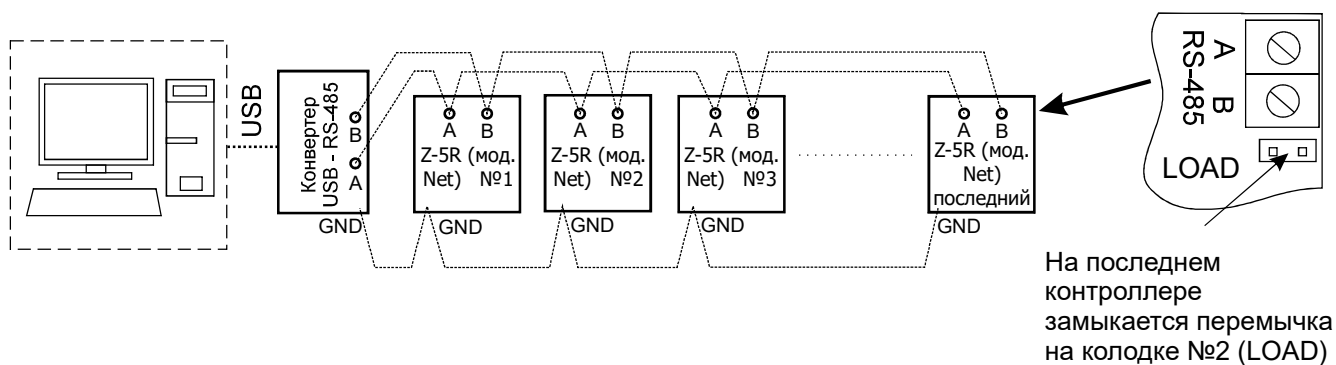 USB
Конвертер
USB - RS-485
B
A
GND
A B
Z-5R (мод.
Net) №1
GND
A B
Z-5R (мод.
Net) №2
GND
A B
Z-5R (мод.
Net) №3
GND
A B
Z-5R (мод.
Net)
последний
GND
A B
RS-485
LOAD
На последнем
контроллере
замыкается перемычка
на колодке №2 (LOAD)